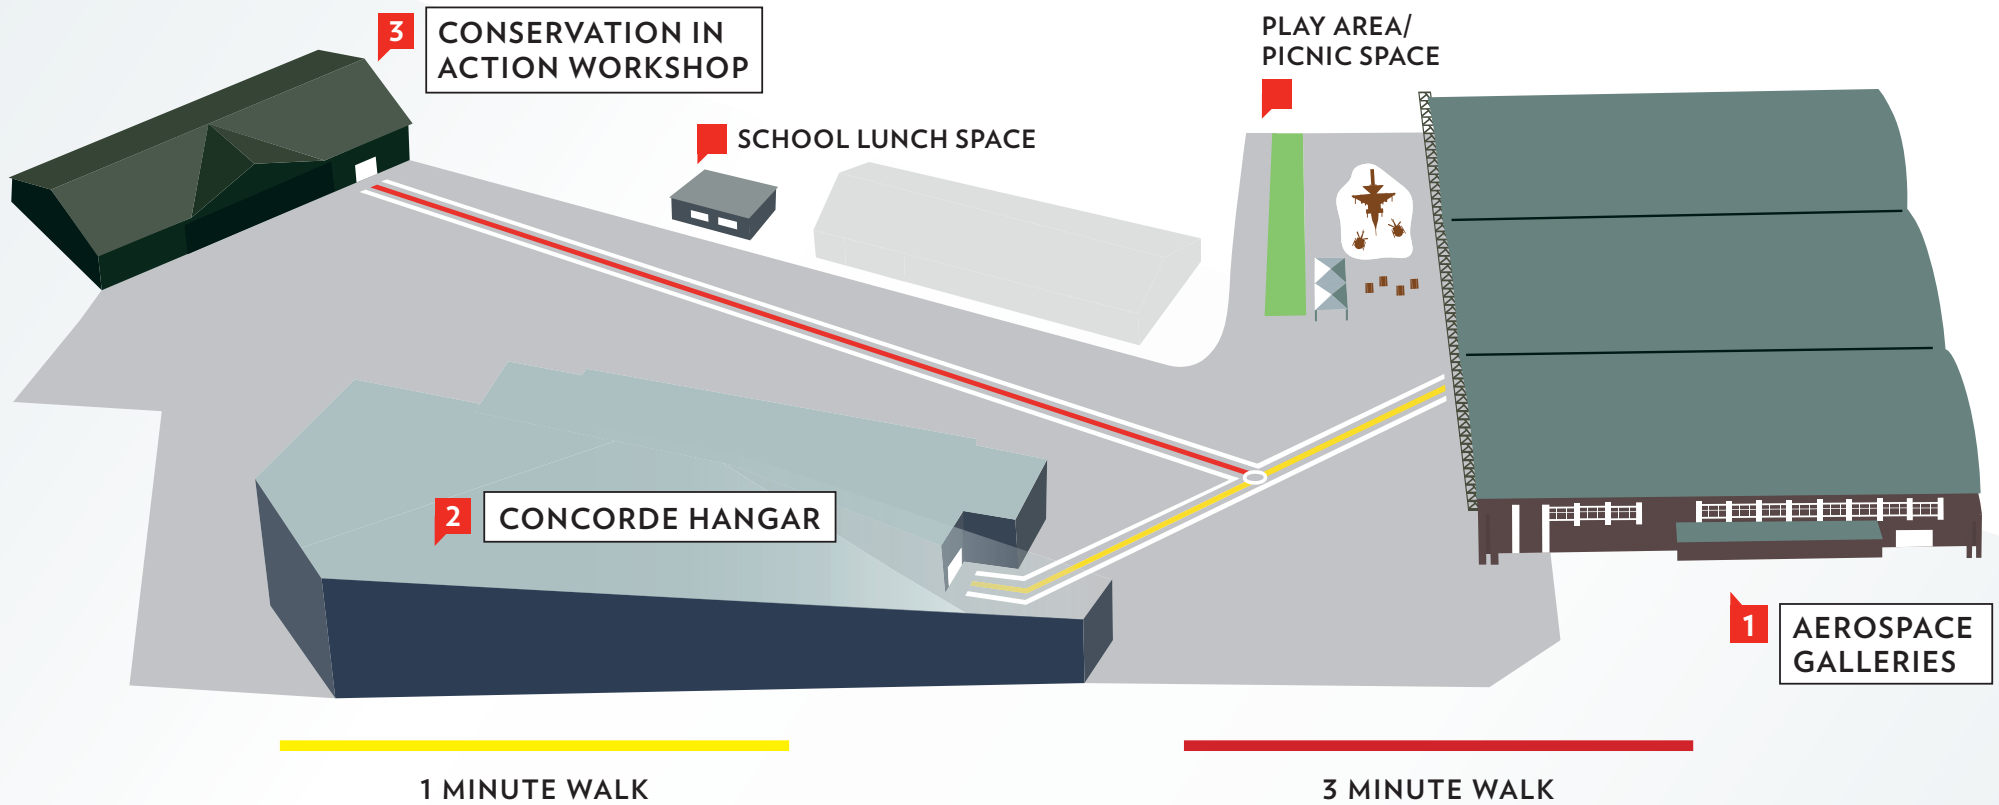 3
CONSERVATION IN
ACTION WORKSHOP
PLAY AREA/
PICNIC SPACE
SCHOOL LUNCH SPACE
2
CONCORDE HANGAR
1
AEROSPACE
GALLERIES
1 MINUTE WALK
3 MINUTE WALK